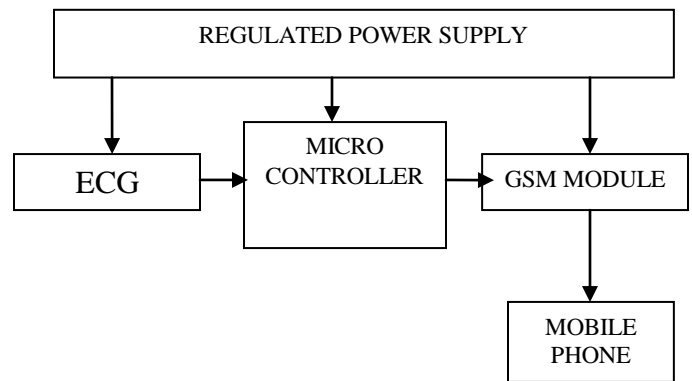 REGULATED POWER SUPPLY
ECG
MICRO
CONTROLLER
GSM MODULE
MOBILE
PHONE